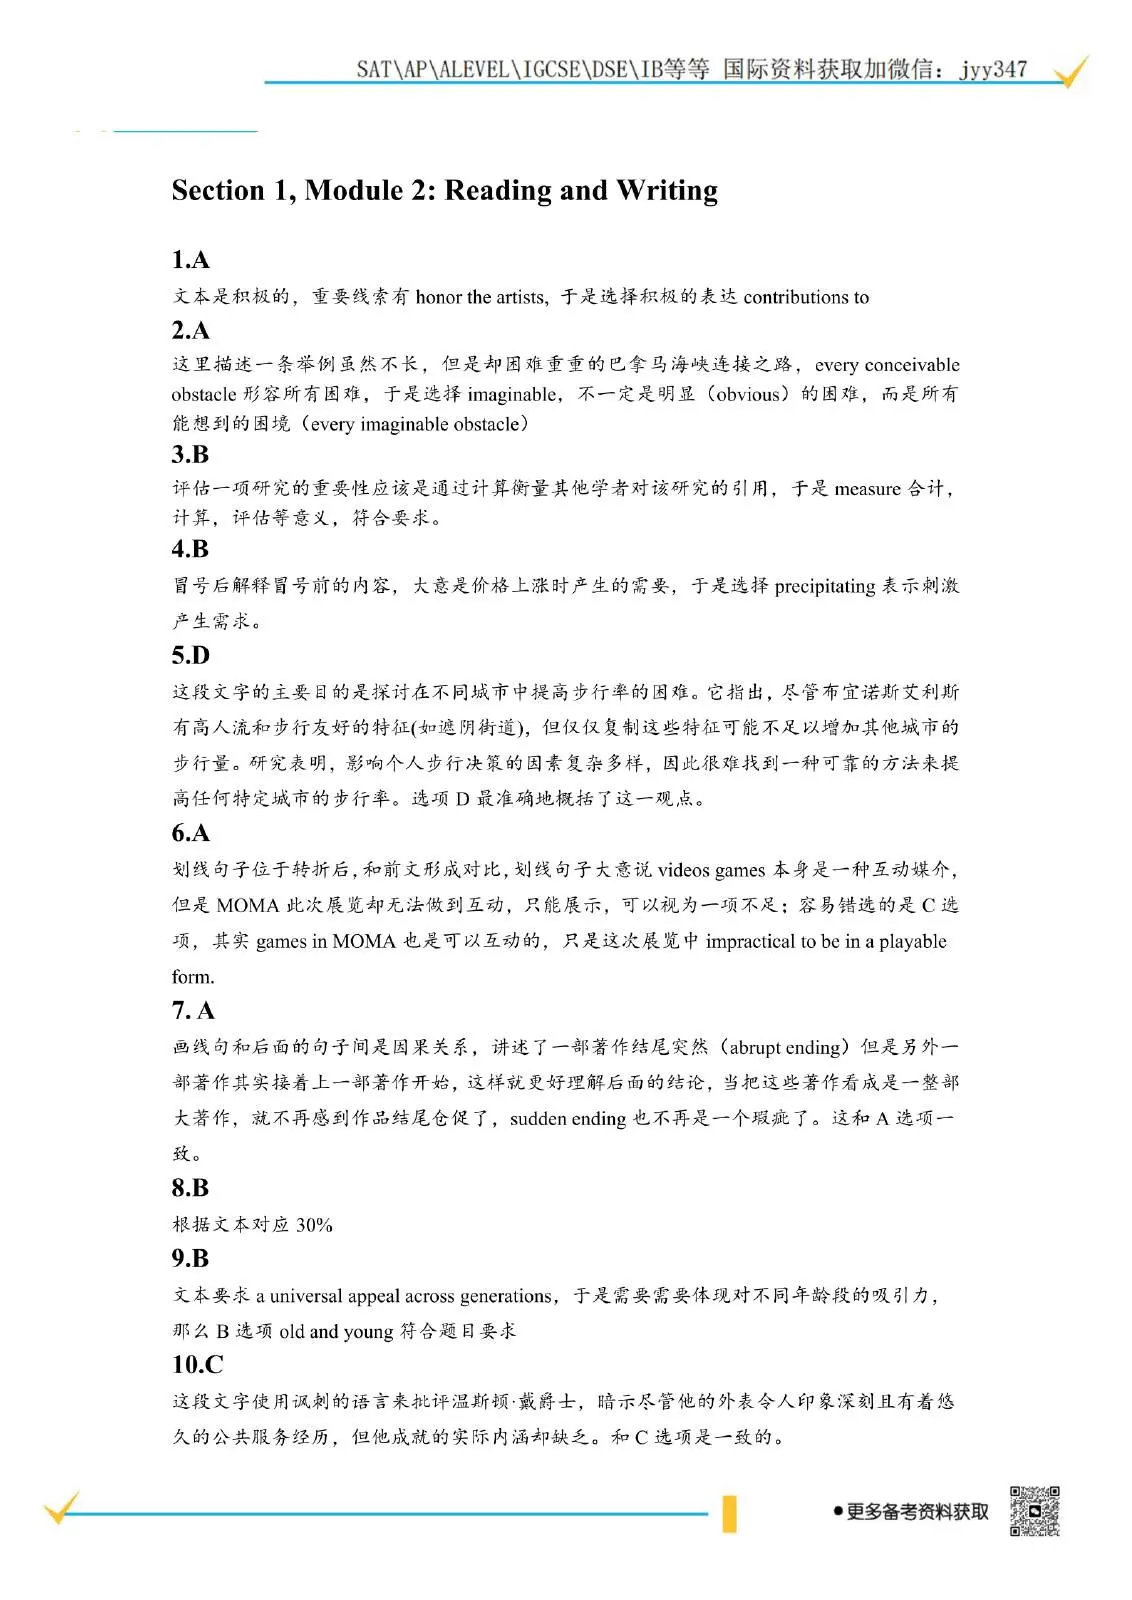 SAT\AP\ALEVEL\IGCSE\DSE\IB等等 国际资料获取加微信：jyy347
Section 1, Module 2: Reading and Writing
1.A
文本是积极的，重要线索有 honor the artists, 于是选择积极的表达 contributions to
2.A
这里描述一条举例虽然不长，但是却困难重重的巴拿马海峡连接之路，every conceivable
obstacle 形容所有困难，于是选择 imaginable，不一定是明显（obvious）的困难，而是所有
能想到的困境（every imaginable obstacle）
3.B
评估一项研究的重要性应该是通过计算衡量其他学者对该研究的引用，于是 measure 合计，
计算，评估等意义，符合要求。
4.B
冒号后解释冒号前的内容，大意是价格上涨时产生的需要，于是选择 precipitating 表示刺激
产生需求。
5.D
这段文字的主要目的是探讨在不同城市中提高步行率的困难。它指出，尽管布宜诺斯艾利斯
有高人流和步行友好的特征(如遮阴街道)，但仅仅复制这些特征可能不足以增加其他城市的
步行量。研究表明，影响个人步行决策的因素复杂多样，因此很难找到一种可靠的方法来提
高任何特定城市的步行率。选项 D 最准确地概括了这一观点。
6.A
划线句子位于转折后，和前文形成对比，划线句子大意说 videos games 本身是一种互动媒介，
但是 MOMA 此次展览却无法做到互动，只能展示，可以视为一项不足；容易错选的是 C 选
项，其实 games in MOMA 也是可以互动的，只是这次展览中 impractical to be in a playable
form.
7. A
画线句和后面的句子间是因果关系，讲述了一部著作结尾突然（abrupt ending）但是另外一
部著作其实接着上一部著作开始，这样就更好理解后面的结论，当把这些著作看成是一整部
大著作，就不再感到作品结尾仓促了，sudden ending 也不再是一个瑕疵了。这和 A 选项一
致。
8.B
根据文本对应 30%
9.B
文本要求 a universal appeal across generations，于是需要需要体现对不同年龄段的吸引力，
那么 B 选项 old and young 符合题目要求
10.C
这段文字使用讽刺的语言来批评温斯顿·戴爵士，暗示尽管他的外表令人印象深刻且有着悠
久的公共服务经历，但他成就的实际内涵却缺乏。和 C 选项是一致的。
●更多备考资料获取